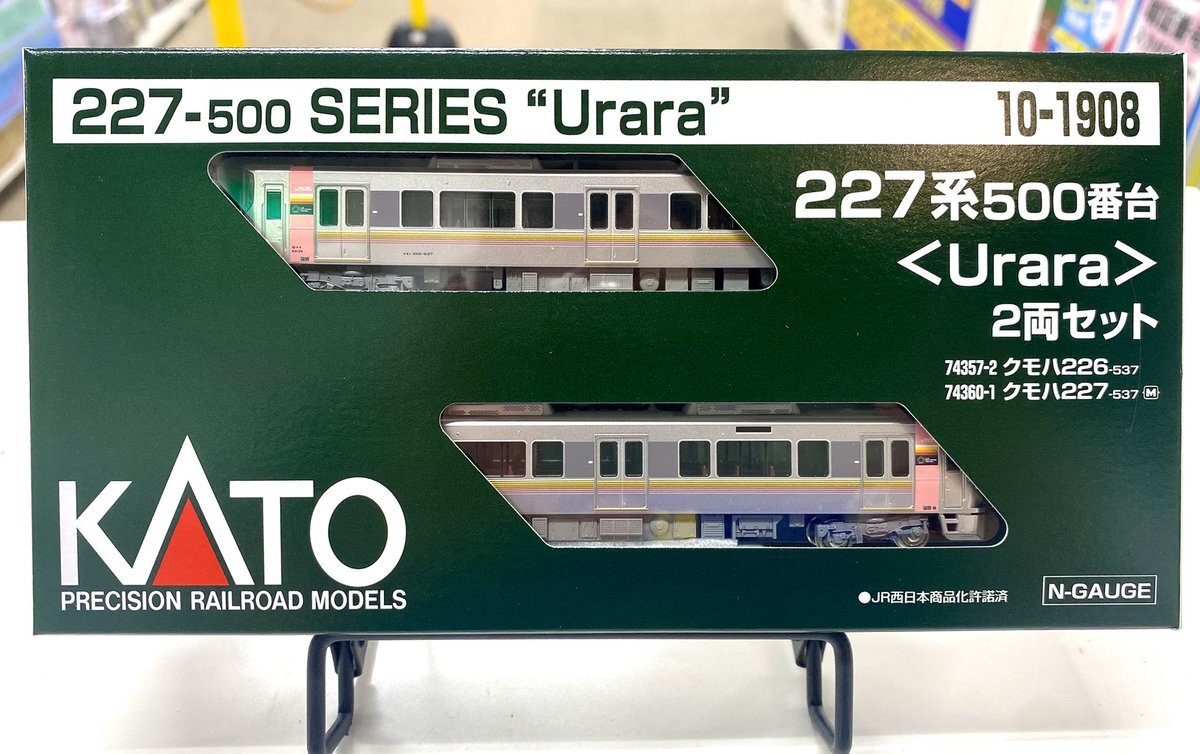 227-500 SERIES “Urara”
10-1908
227系500番台
<Urara>
2両セット
74357-2 クモハ226-537
74360-1 クモハ227-537 M
KATO
PRECISION RAILROAD MODELS
●JR西日本商品化許諾済
N-GAUGE